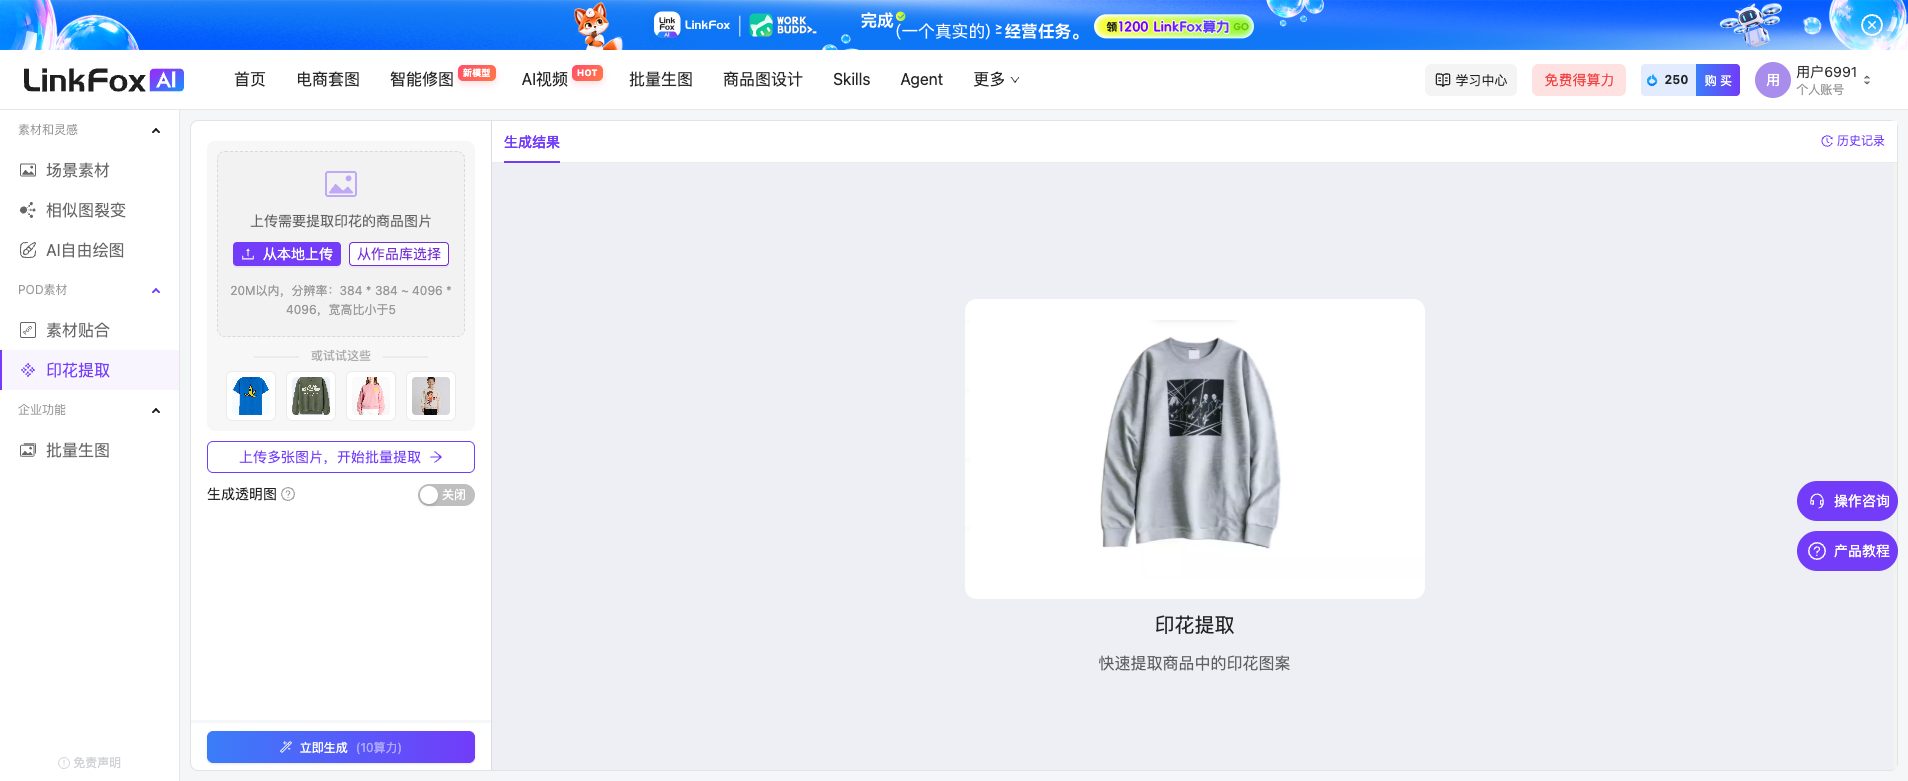 Link Fox AI LinkFox WORK BUDD>_ 完成 (一个真实的) 经营任务。 领1200 LinkFox算力 GO
LinkFox AI 首页 电商套图 智能修图 新模型 AI视频 HOT 批量生图 商品图设计 Skills Agent 更多 学习中心 免费得算力 250 购买 用 用户6991
个人账号
素材和灵感
场景素材
相似图裂变
AI自由绘图
POD素材
素材贴合
印花提取
企业功能
批量生图
免责声明
上传需要提取印花的商品图片
从本地上传 从作品库选择
20M以内，分辨率：384 * 384 ~ 4096 *
4096，宽高比小于5
或试试这些
上传多张图片，开始批量提取
生成透明图 关闭
立即生成 (10算力)
生成结果 历史记录
印花提取
快速提取商品中的印花图案
操作咨询
产品教程